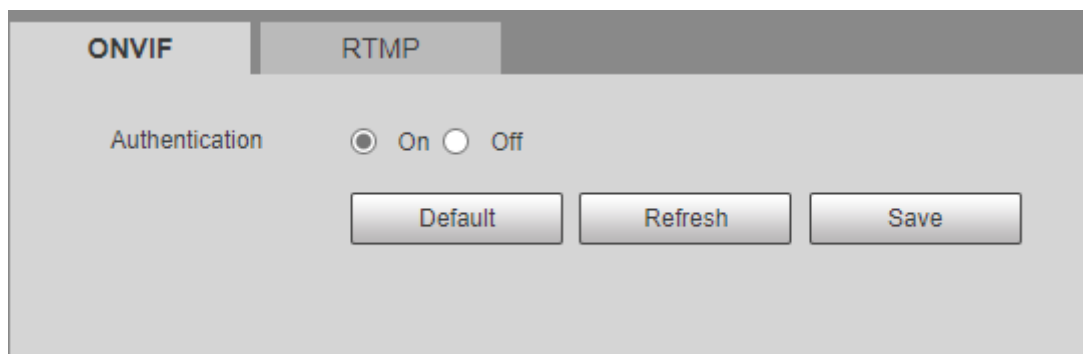 ONVIF RTMP
Authentication On Off
Default Refresh Save